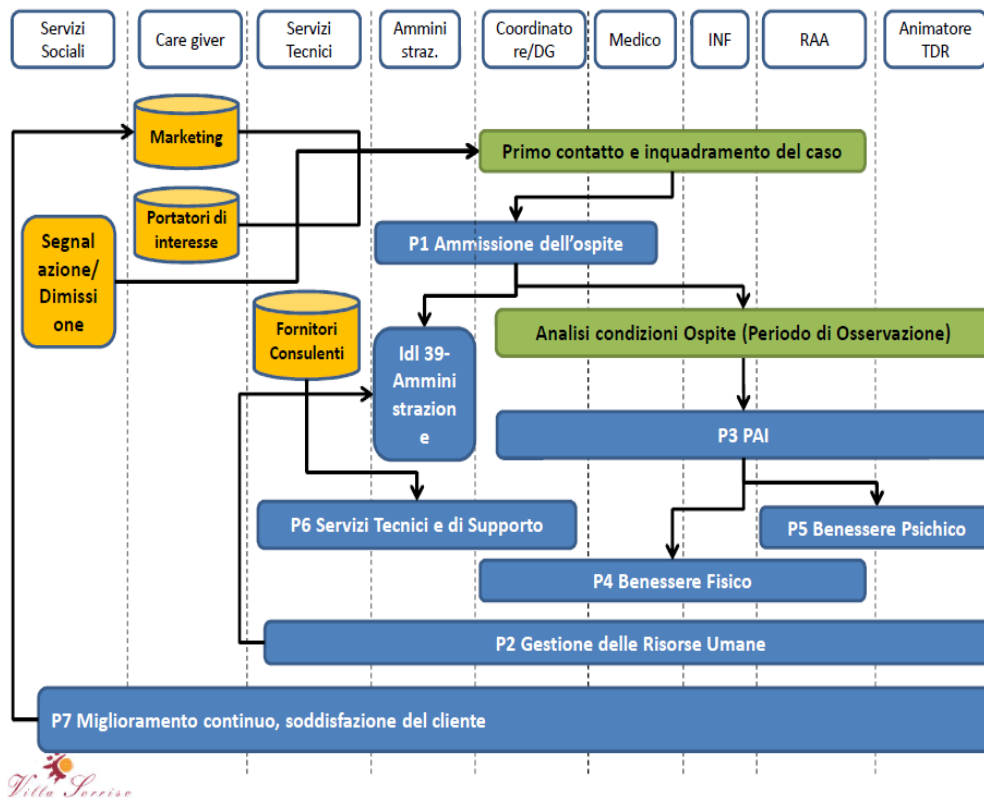 Servizi
Sociali
Care giver
Servizi
Tecnici
Ammini
straz.
Coordinato
re/DG
Medico
INF
RAA
Animatore
TDR
Marketing
Primo contatto e inquadramento del caso
Portatori di
interesse
Segnal
azione/
Dimissi
one
P1 Ammissione dell’ospite
Fornitori
Consulenti
Idl 39-
Ammini
strazion
e
Analisi condizioni Ospite (Periodo di Osservazione)
P3 PAI
P6 Servizi Tecnici e di Supporto
P5 Benessere Psichico
P4 Benessere Fisico
P2 Gestione delle Risorse Umane
P7 Miglioramento continuo, soddisfazione del cliente
Villa Sorriso